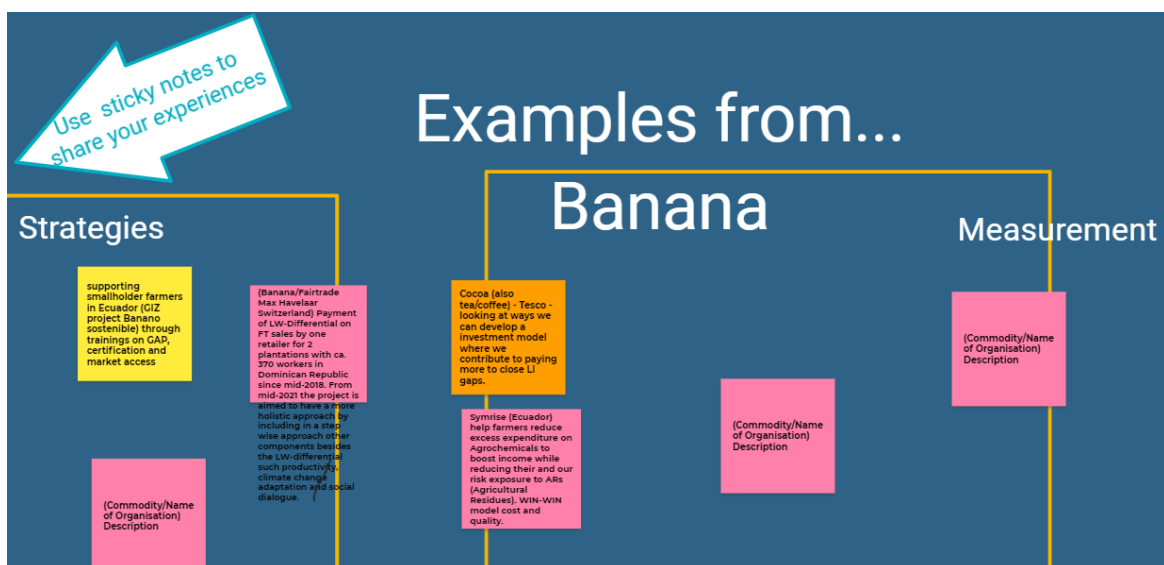 Use sticky notes to
share your experiences
Examples from...
Banana
Strategies
Measurement
supporting
smallholder farmers
in Ecuador (GIZ
project Banano
sostenible) through
trainings on GAP,
certification and
market access
(Banana/Fairtrade
Max Havelaar
Switzerland) Payment
of LW-Differential on
FT sales by one
retailer for 2
plantations with ca.
370 workers in
Dominican Republic
since mid-2018. From
mid-2021 the project is
aimed to have a more
holistic approach by
including in a step
wise approach other
components besides
the LW-differential
such productivity,
climate change
adaptation and social
dialogue.
Cocoa (also
tea/coffee) - Tesco -
looking at ways we
can develop a
investment model
where we
contribute to paying
more to close LI
gaps.
Symrise (Ecuador)
help farmers reduce
excess expenditure on
Agrochemicals to
boost income while
reducing their and our
risk exposure to ARs
(Agricultural
Residues). WIN-WIN
model cost and
quality.
(Commodity/Name
of Organisation)
Description
(Commodity/Name
of Organisation)
Description
(Commodity/Name
of Organisation)
Description